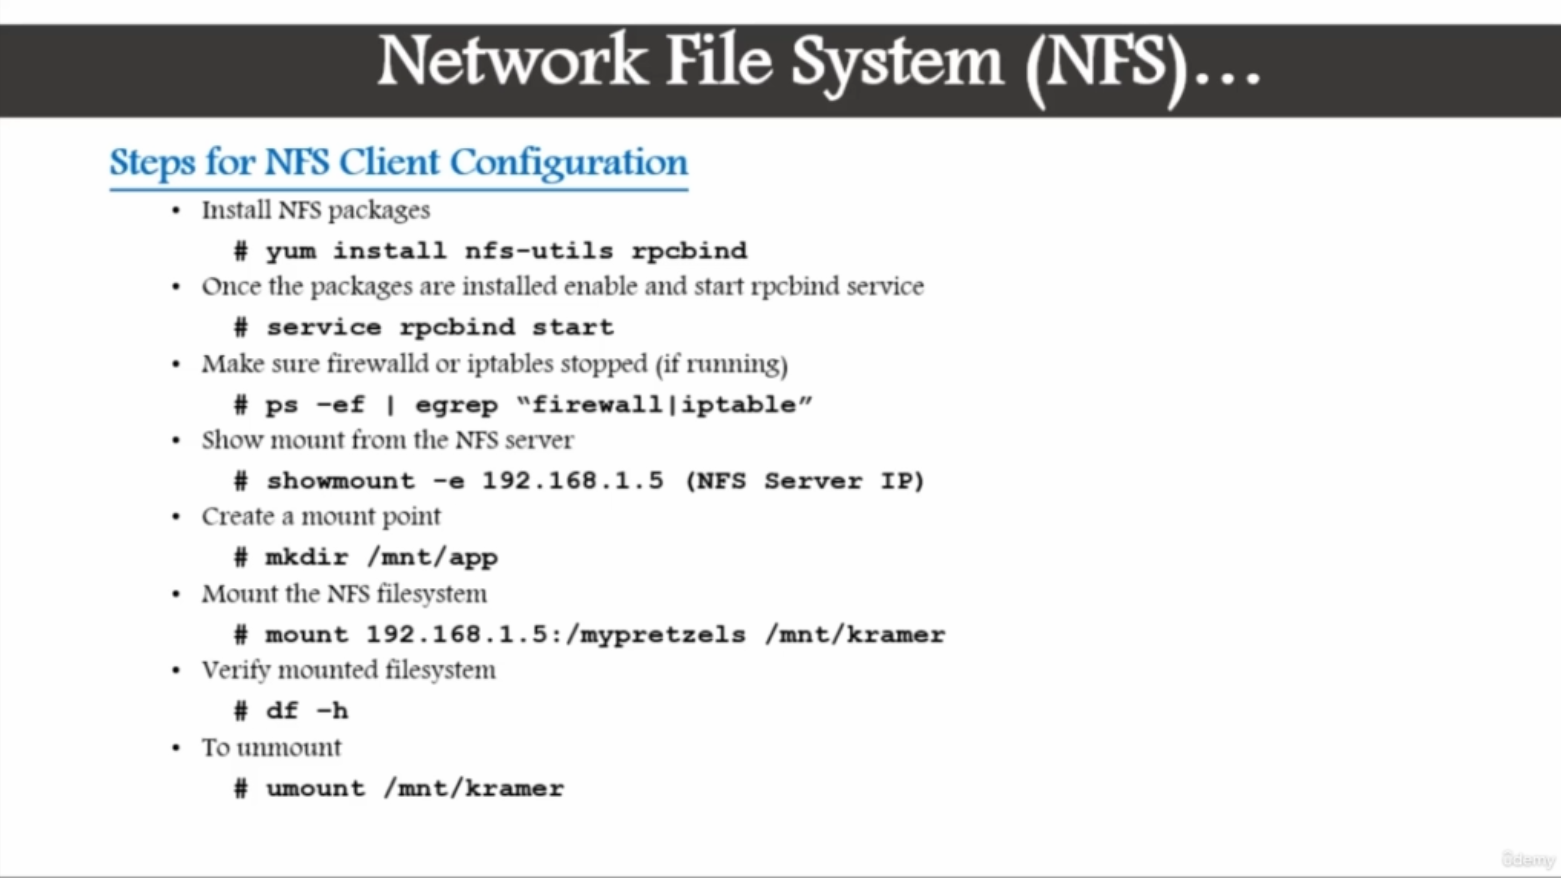 Network File System (NFS)...
Steps for NFS Client Configuration
• Install NFS packages
# yum install nfs-utils rpcbind
• Once the packages are installed enable and start rpcbind service
# service rpcbind start
• Make sure firewalld or iptables stopped (if running)
# ps –ef | egrep “firewall|iptable”
• Show mount from the NFS server
# showmount -e 192.168.1.5 (NFS Server IP)
• Create a mount point
# mkdir /mnt/app
• Mount the NFS filesystem
# mount 192.168.1.5:/mypretzels /mnt/kramer
• Verify mounted filesystem
# df –h
• To unmount
# umount /mnt/kramer
ûdemy